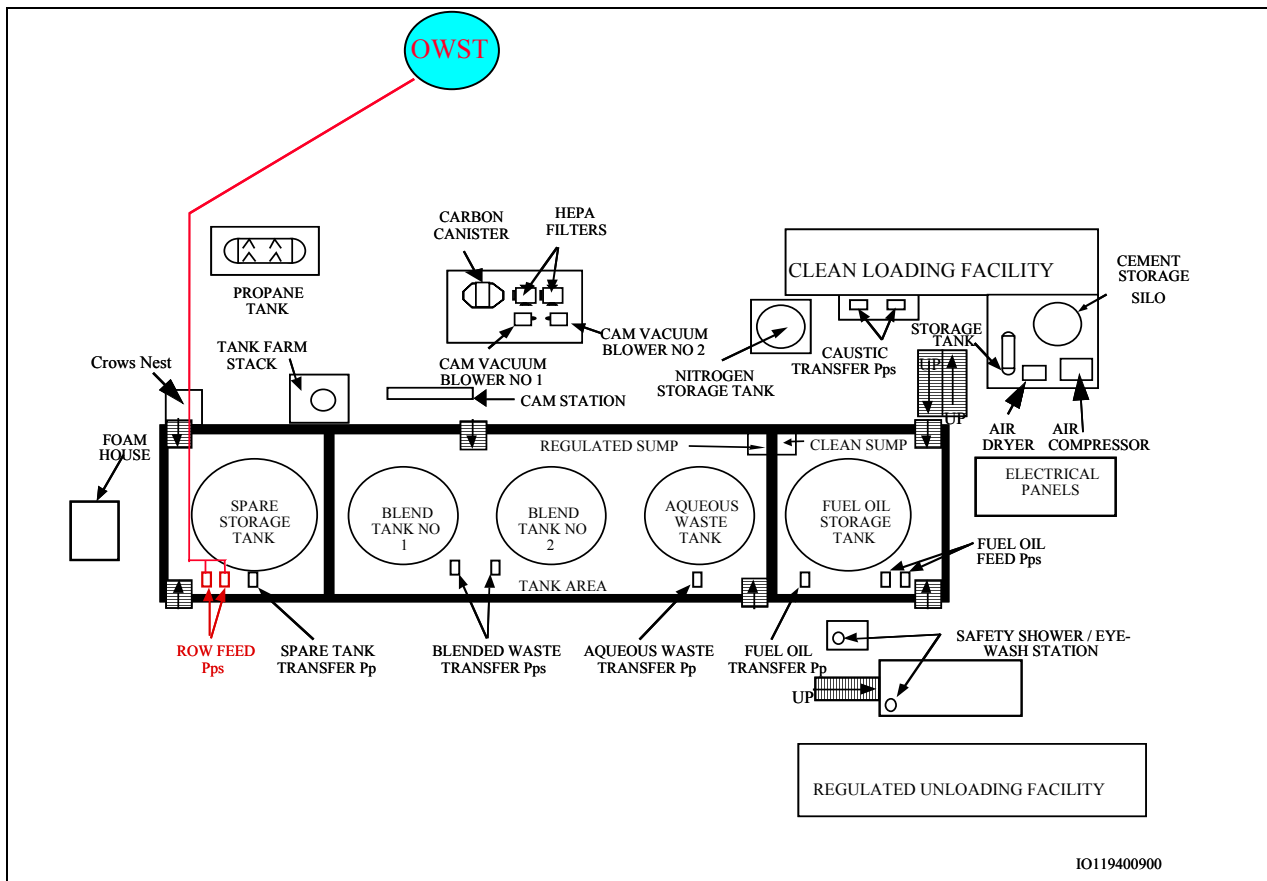 OWST
CARBON
CANISTER
HEPA
FILTERS
PROPANE
TANK
CLEAN LOADING FACILITY
CEMENT
STORAGE
SILO
CAM VACUUM
BLOWER NO 2
CAM VACUUM
BLOWER NO 1
NITROGEN
STORAGE TANK
CAUSTIC
TRANSFER Pps
STORAGE
TANK
UP
UP
AIR
DRYER
AIR
COMPRESSOR
Crows Nest
TANK FARM
STACK
CAM STATION
FOAM
HOUSE
REGULATED SUMP
CLEAN SUMP
ELECTRICAL
PANELS
SPARE
STORAGE
TANK
BLEND
TANK NO
1
BLEND
TANK NO
2
AQUEOUS
WASTE
TANK
FUEL OIL
STORAGE
TANK
FUEL OIL
FEED Pps
TANK AREA
ROW FEED
Pps
SPARE TANK
TRANSFER Pp
BLENDED WASTE
TRANSFER Pps
AQUEOUS WASTE
TRANSFER Pp
FUEL OIL
TRANSFER Pp
SAFETY SHOWER / EYE-
WASH STATION
UP
REGULATED UNLOADING FACILITY
IO119400900